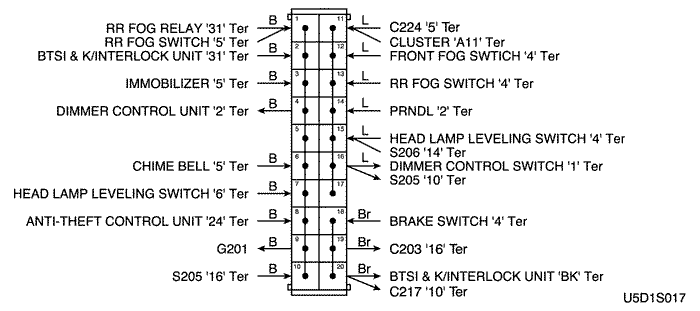 RR FOG RELAY '31' Ter B 1 11 L C224 '5' Ter
RR FOG SWITCH '5' Ter CLUSTER 'A11' Ter
BTSI & K/INTERLOCK UNIT '31' Ter B 2 12 L FRONT FOG SWTICH '4' Ter
IMMOBILIZER '5' Ter B 3 13 L RR FOG SWITCH '4' Ter
DIMMER CONTROL UNIT '2' Ter B 4 14 L PRNDL '2' Ter
5 15 L HEAD LAMP LEVELING SWITCH '4' Ter
S206 '14' Ter
CHIME BELL '5' Ter B 6 16 L DIMMER CONTROL SWITCH '1' Ter
S205 '10' Ter
HEAD LAMP LEVELING SWITCH '6' Ter B 7 17
ANTI-THEFT CONTROL UNIT '24' Ter B 8 18 Br BRAKE SWITCH '4' Ter
G201 B 9 19 Br C203 '16' Ter
S205 '16' Ter B 10 20 Br BTSI & K/INTERLOCK UNIT 'BK' Ter
C217 '10' Ter
U5D1S017